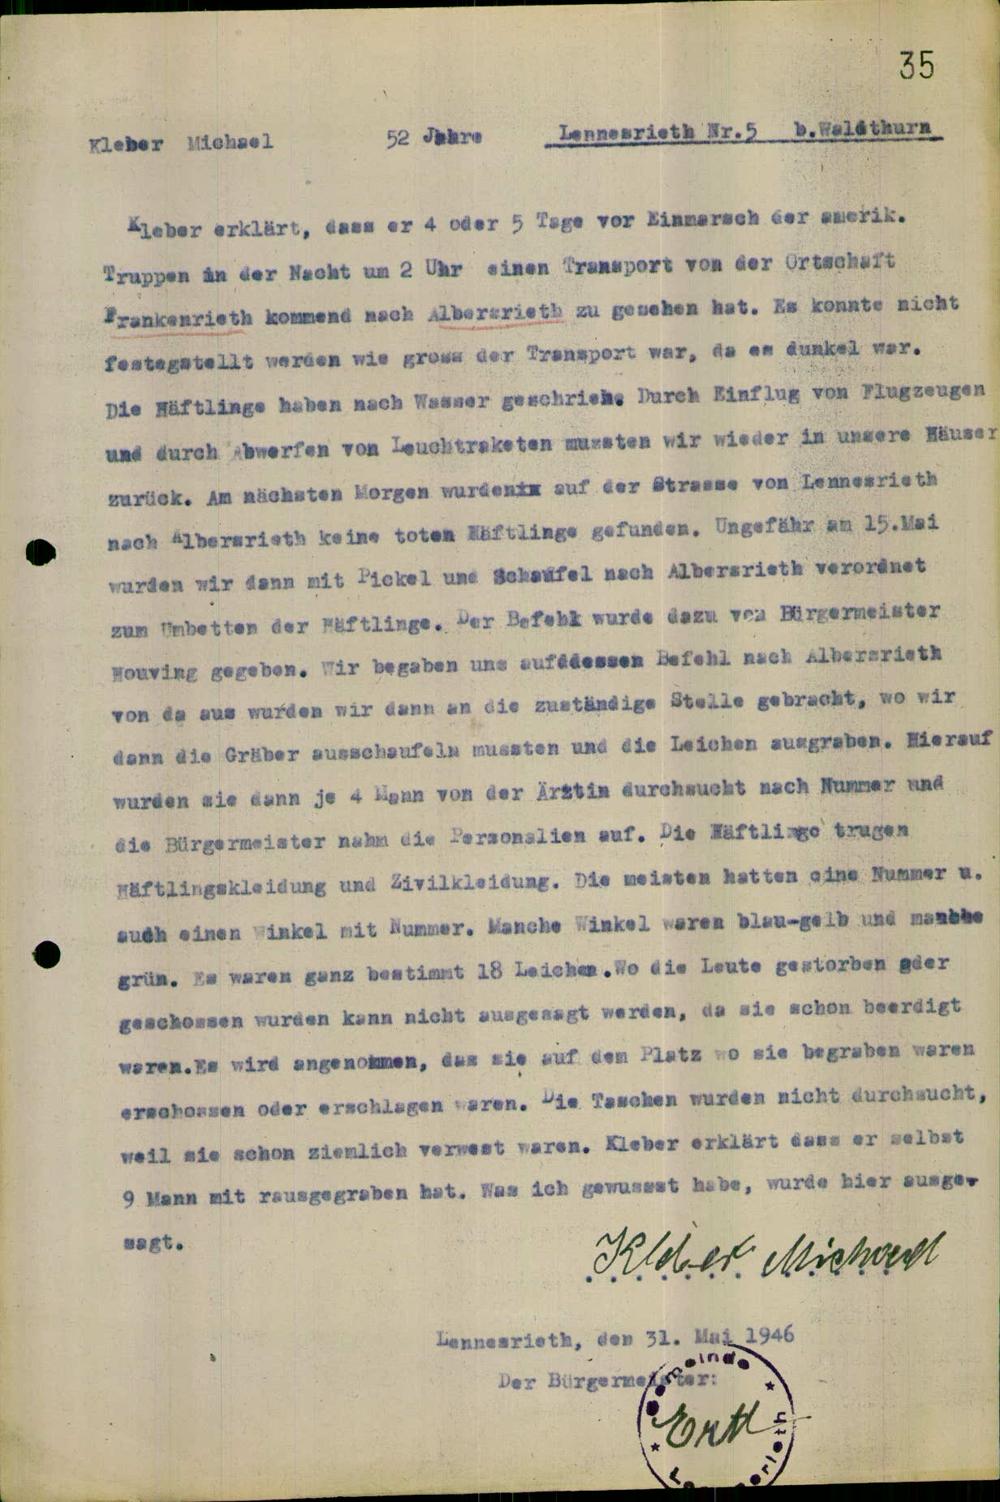 35
Kleber Michael 52 Jahre Lennesrieth Nr.5 b.Waldthurn
Kleber erklärt, dass er 4 oder 5 Tage vor Einmarsch der amerik.
Truppen in der Nacht um 2 Uhr einen Transport von der Ortschaft
Frankenrieth kommend nach Albersrieth zu gesehen hat. Es konnte nicht
festegstellt werden wie gross der Transport war, da es dunkel war.
Die Häftlinge haben nach Wasser geschriehe Durch Einflug von Flugzeugen
und durch Abwerfen von Leuchtraketen mussten wir wieder in unsere Häuser
zurück. Am nächsten Morgen wurdenix auf der Strasse von Lennesrieth
nach Albersrieth keine toten Häftlinge gefunden. Ungefähr am 15.Mai
wurden wir dann mit Pickel und Schaufel nach Albersrieth verordnet
zum Umbetten der Häftlinge. Der Befehk wurde dazu von Bürgermeister
Houving gegeben. Wir begaben uns aufddessen Befehl nach Albersrieth
von da aus wurden wir dann an die zuständige Stelle gebracht, wo wir
dann die Gräber ausschaufeln mussten und die Leichen ausgraben. Hierauf
wurden sie dann je 4 Mann von der Ärztin durchsucht nach Nummer und
die Bürgermeister nahm die Personalien auf. Die Häftlinge trugen
Häftlingskleidung und Zivilkleidung. Die meisten hatten eine Nummer u.
auch einen Winkel mit Nummer. Manche Winkel waren blau-gelb und manche
grün. Es waren ganz bestimmt 18 Leichen.Wo die Leute gestorben oder
geschossen wurden kann nicht ausgesagt werden, da sie schon beerdigt
waren.Es wird angenommen, das sie auf dem Platz wo sie begraben waren
erschossen oder erschlagen waren. Die Taschen wurden nicht durchsucht,
weil sie schon ziemlich verwest waren. Kleber erklärt dass er selbst
9 Mann mit rausgegraben hat. Was ich gewussst habe, wurde hier ausge-
sagt.
Kleber Michael
Lennesrieth, den 31. Mai 1946
Der Bürgermeister:
Gemeinde
Ertl